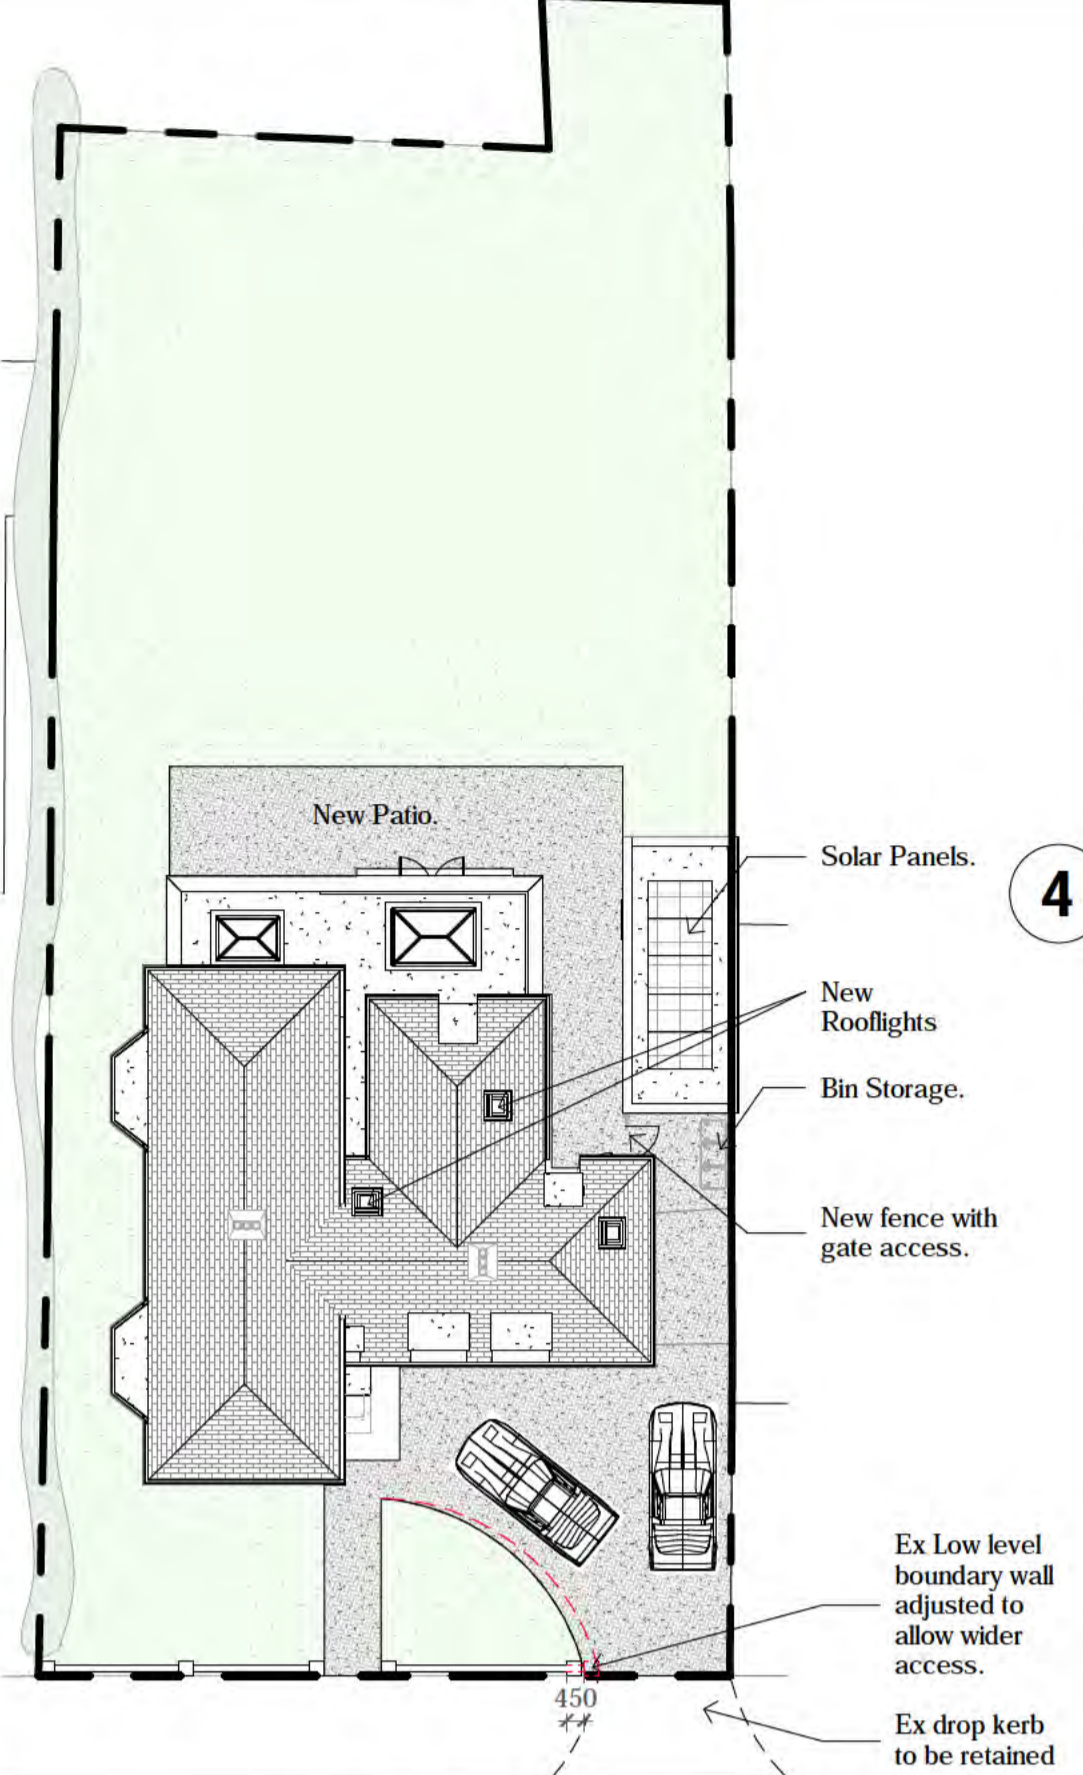 New Patio.
Solar Panels.
4
New
Rooflights
Bin Storage.
New fence with
gate access.
Ex Low level
boundary wall
adjusted to
allow wider
access.
450
Ex drop kerb
to be retained